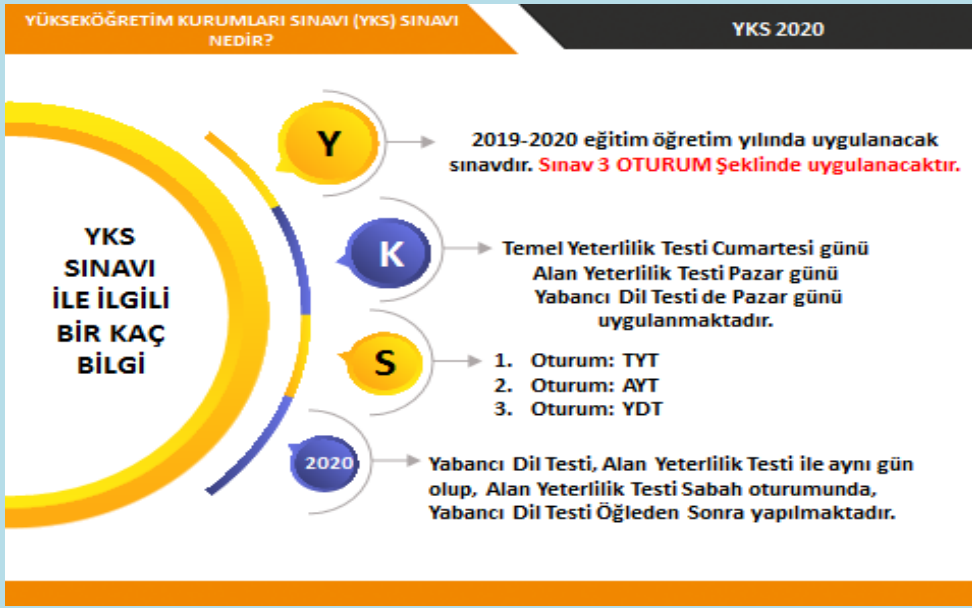 YÜKSEKÖĞRETİM KURUMLARI SINAVI (YKS) SINAVI
NEDİR?
YKS 2020
YKS
SINAVI
İLE İLGİLİ
BİR KAÇ
BİLGİ
Y
2019-2020 eğitim öğretim yılında uygulanacak
sınavdır. Sınav 3 OTURUM Şeklinde uygulanacaktır.
K
Temel Yeterlilik Testi Cumartesi günü
Alan Yeterlilik Testi Pazar günü
Yabancı Dil Testi de Pazar günü
uygulanmaktadır.
S
1. Oturum: TYT
2. Oturum: AYT
3. Oturum: YDT
2020
Yabancı Dil Testi, Alan Yeterlilik Testi ile aynı gün
olup, Alan Yeterlilik Testi Sabah oturumunda,
Yabancı Dil Testi Öğleden Sonra yapılmaktadır.